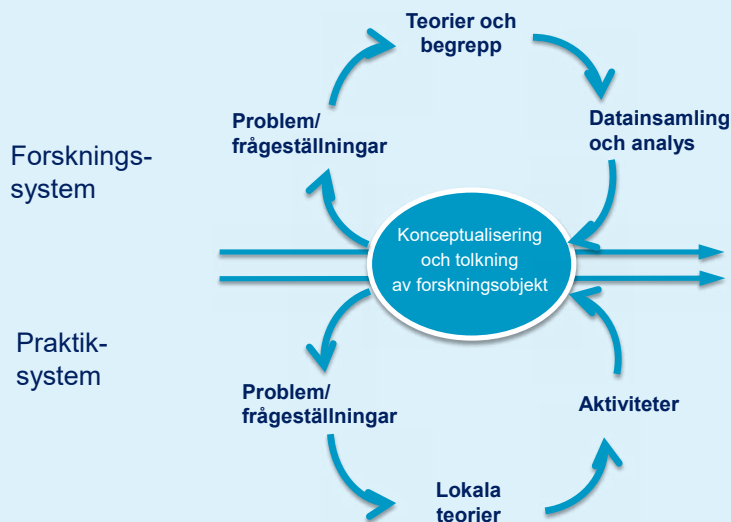 Teorier och
begrepp
Problem/
frågeställningar
Datainsamling
och analys
Forsknings-
system
Konceptualisering
och tolkning
av forskningsobjekt
Praktik-
system
Problem/
frågeställningar
Aktiviteter
Lokala
teorier